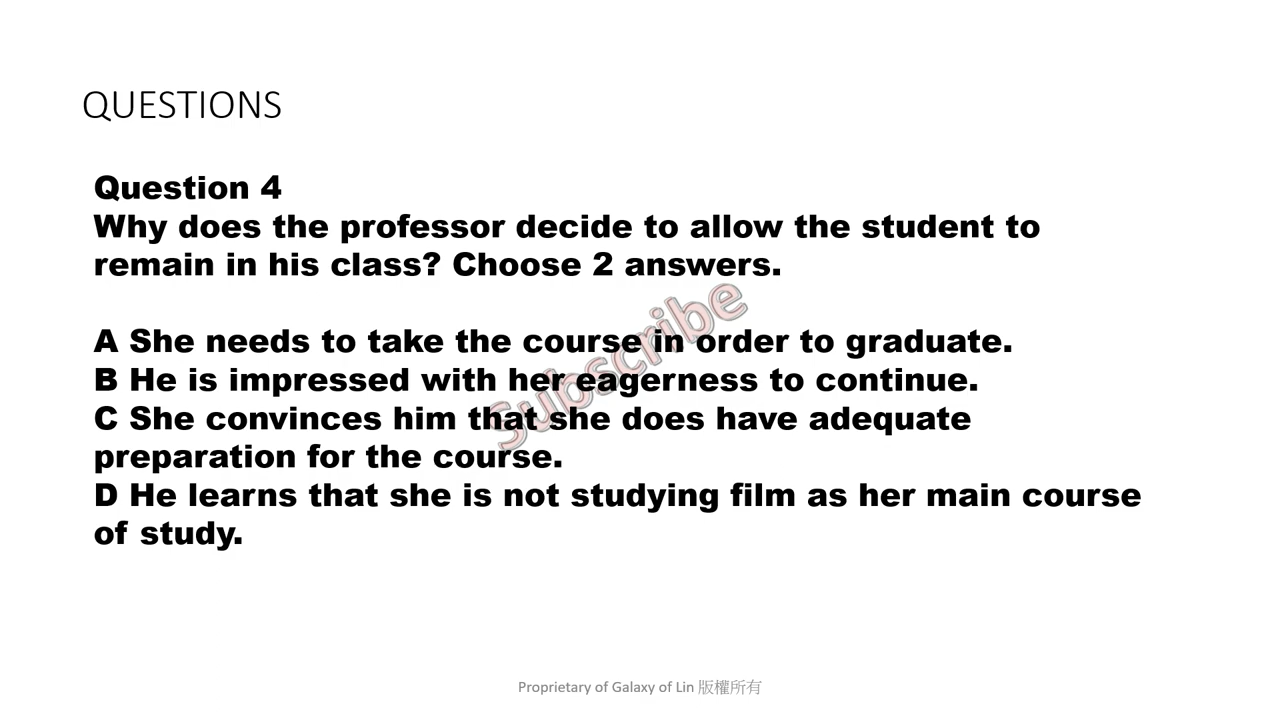 QUESTIONS
Question 4
Why does the professor decide to allow the student to
remain in his class? Choose 2 answers.
A She needs to take the course in order to graduate.
B He is impressed with her eagerness to continue.
C She convinces him that she does have adequate
preparation for the course.
D He learns that she is not studying film as her main course
of study.
Subscribe
Proprietary of Galaxy of Lin 版權所有